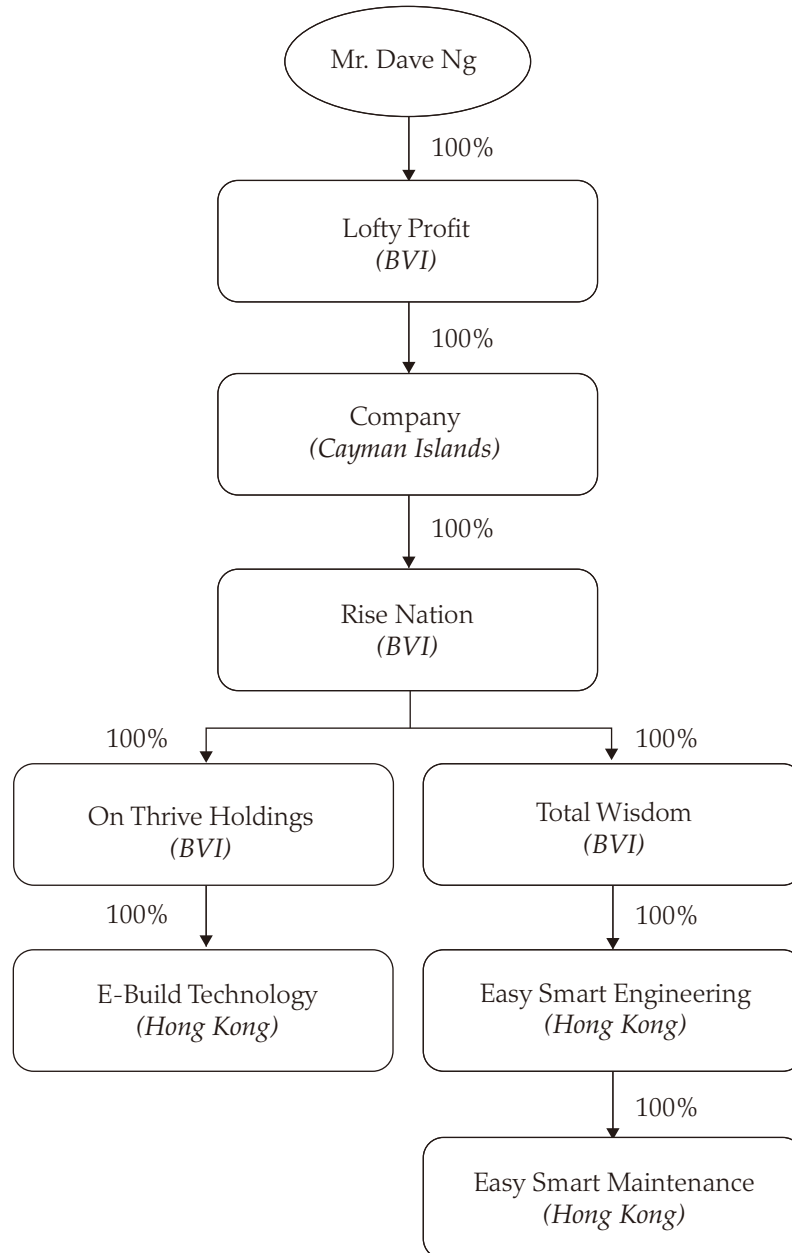 Mr. Dave Ng
100%
Lofty Profit
(BVI)
100%
Company
(Cayman Islands)
100%
Rise Nation
(BVI)
100%
100%
On Thrive Holdings
(BVI)
Total Wisdom
(BVI)
100%
100%
E-Build Technology
(Hong Kong)
Easy Smart Engineering
(Hong Kong)
100%
Easy Smart Maintenance
(Hong Kong)